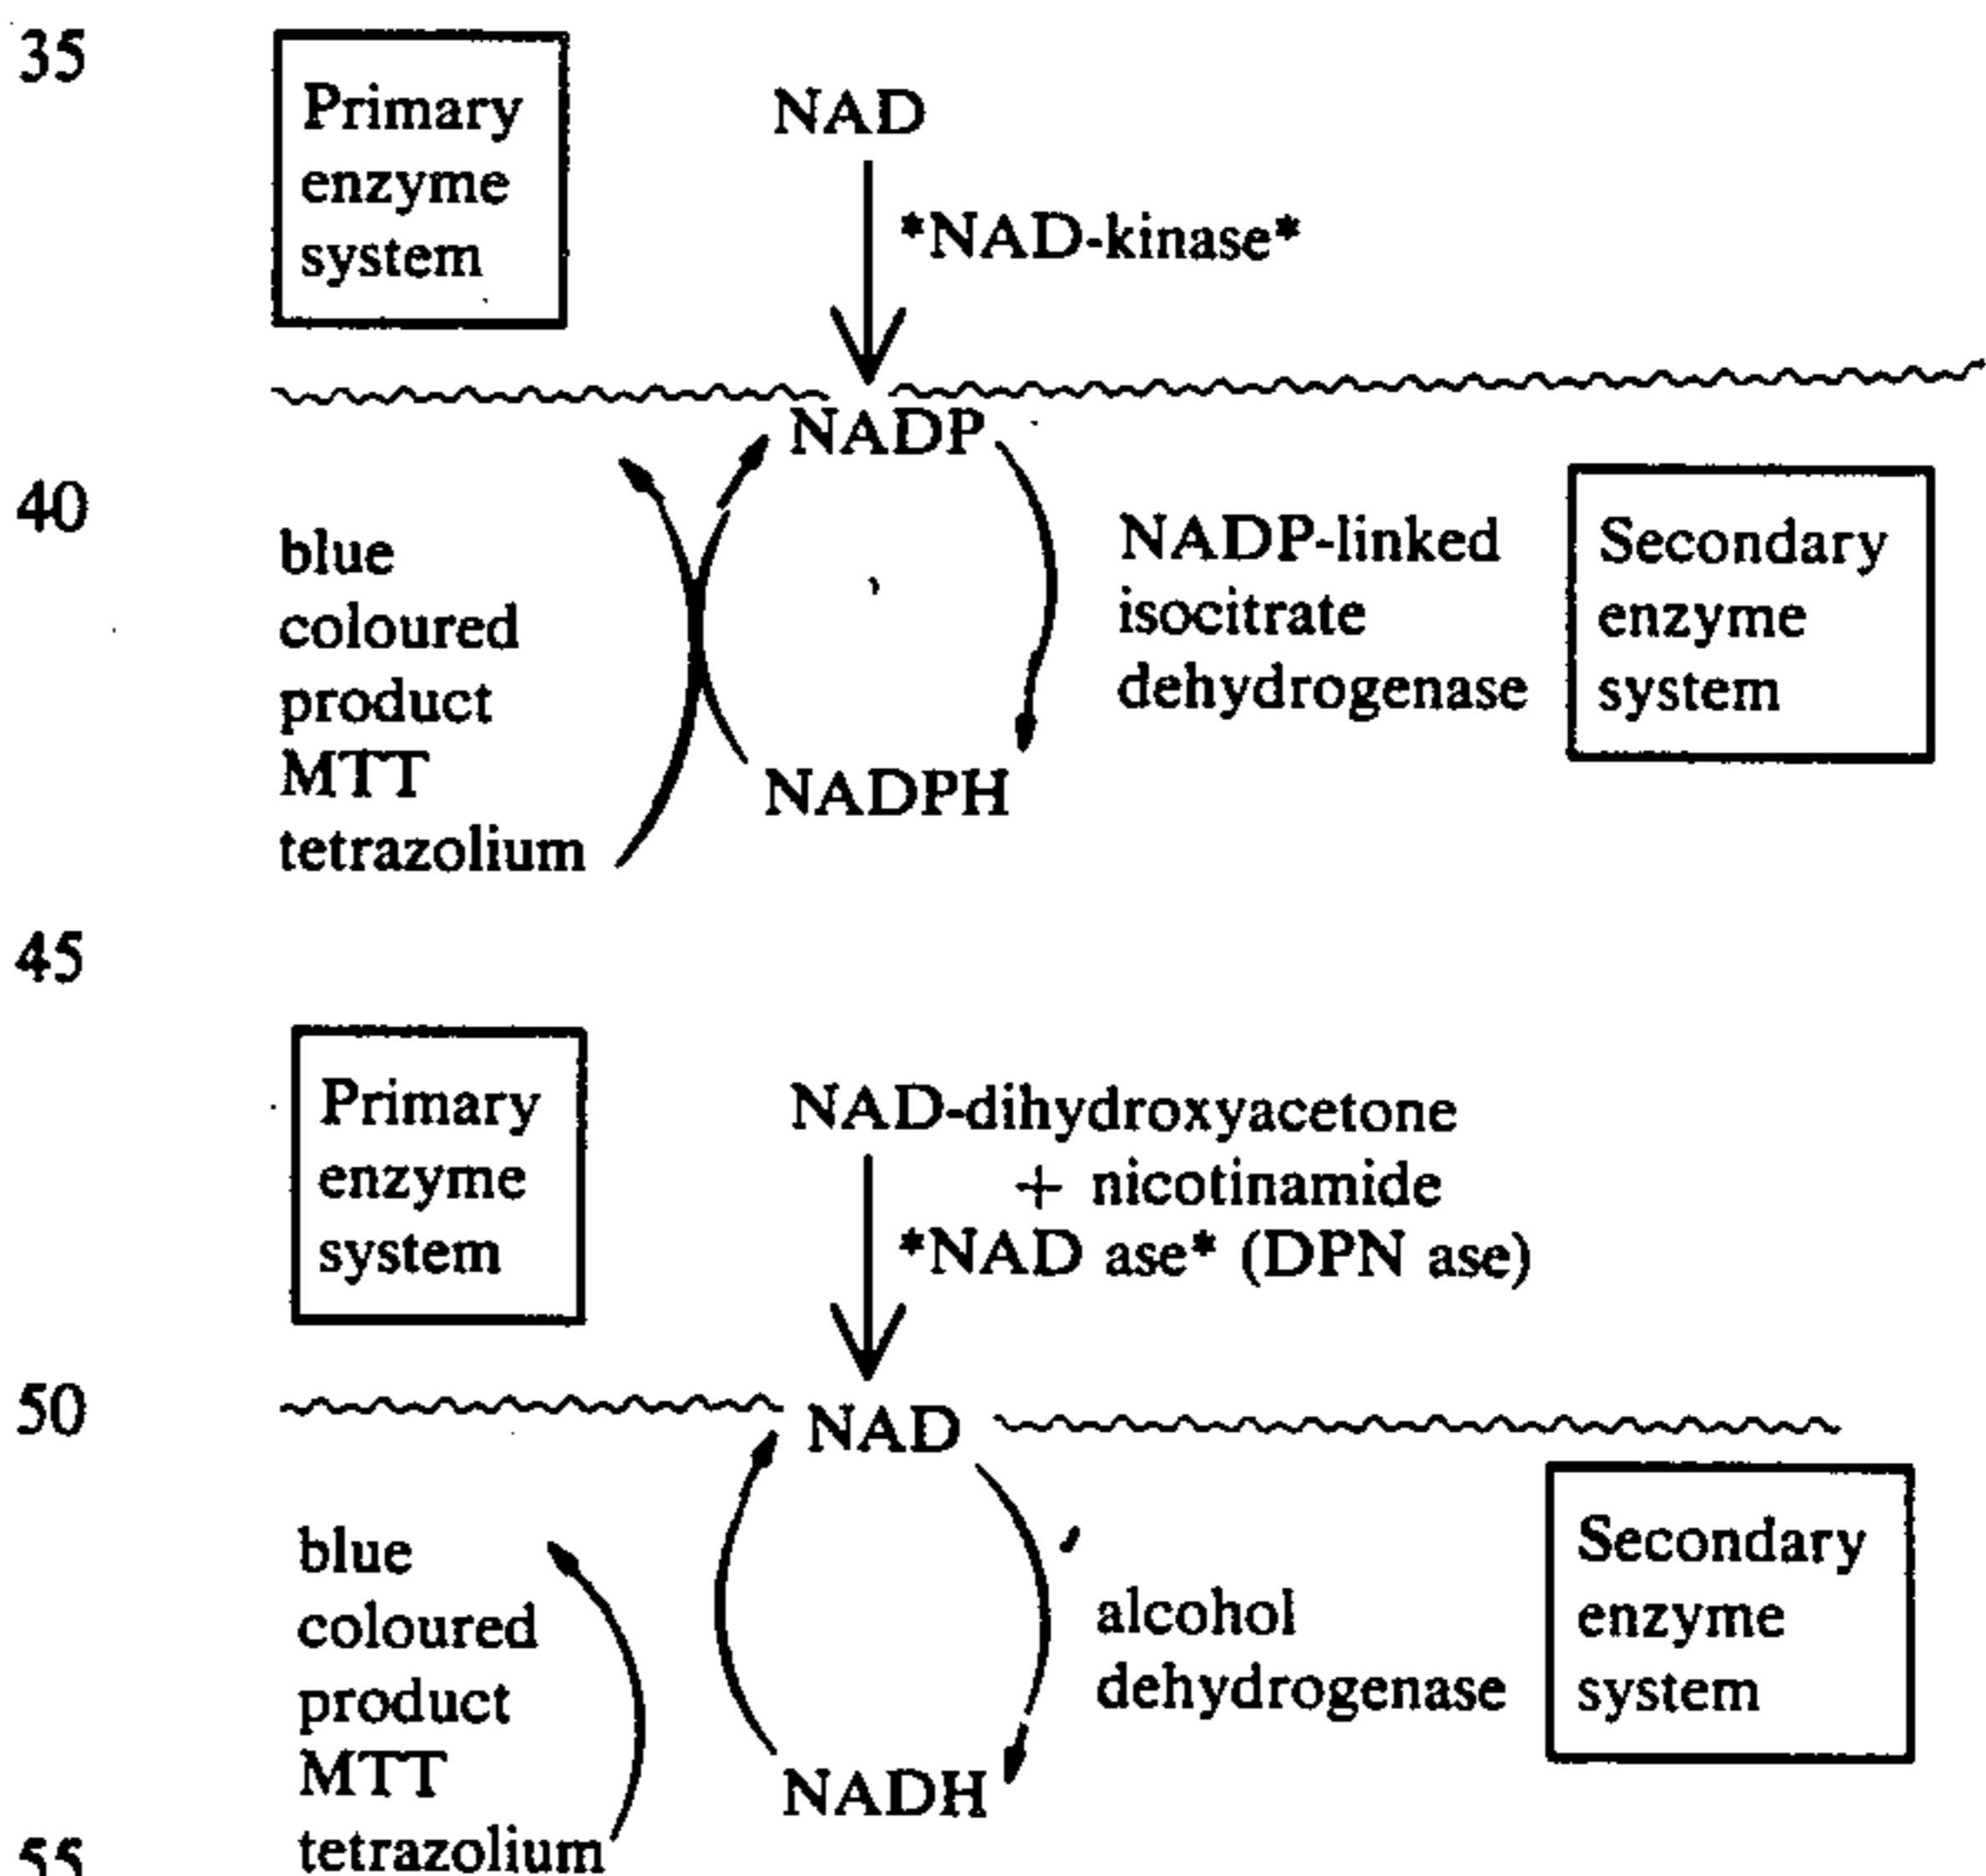 35
Primary
enzyme
system
NAD
*NAD-kinase*
NADP
40
blue
coloured
product
MTT
tetrazolium
NADPH
NADP-linked
isocitrate
dehydrogenase
Secondary
enzyme
system
45
Primary
enzyme
system
NAD-dihydroxyacetone
+ nicotinamide
*NAD ase* (DPN ase)
50
NAD
blue
coloured
product
MTT
tetrazolium
NADH
alcohol
dehydrogenase
Secondary
enzyme
system
55